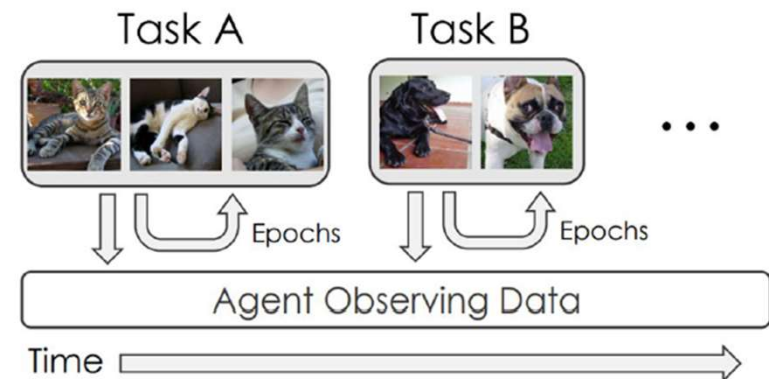 Task A
Task B
Epochs
Epochs
Agent Observing Data
Time